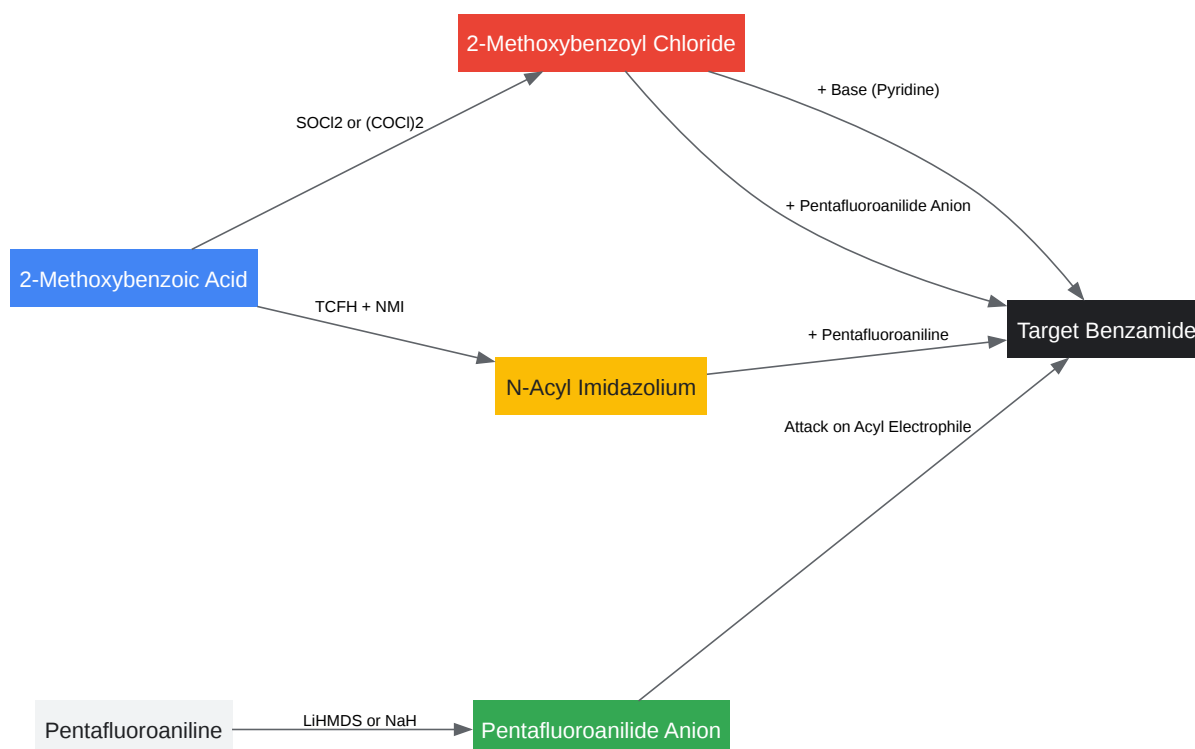 2-Methoxybenzoyl Chloride
+ Base (Pyridine)
SOCl2 or (COCl)2
+ Pentafluoroanilide Anion
2-Methoxybenzoic Acid
TCFH + NMI
Target Benzamide
+ Pentafluoroaniline
N-Acyl Imidazolium
Attack on Acyl Electrophile
LiHMDS or NaH
Pentafluoroaniline
Pentafluoroanilide Anion